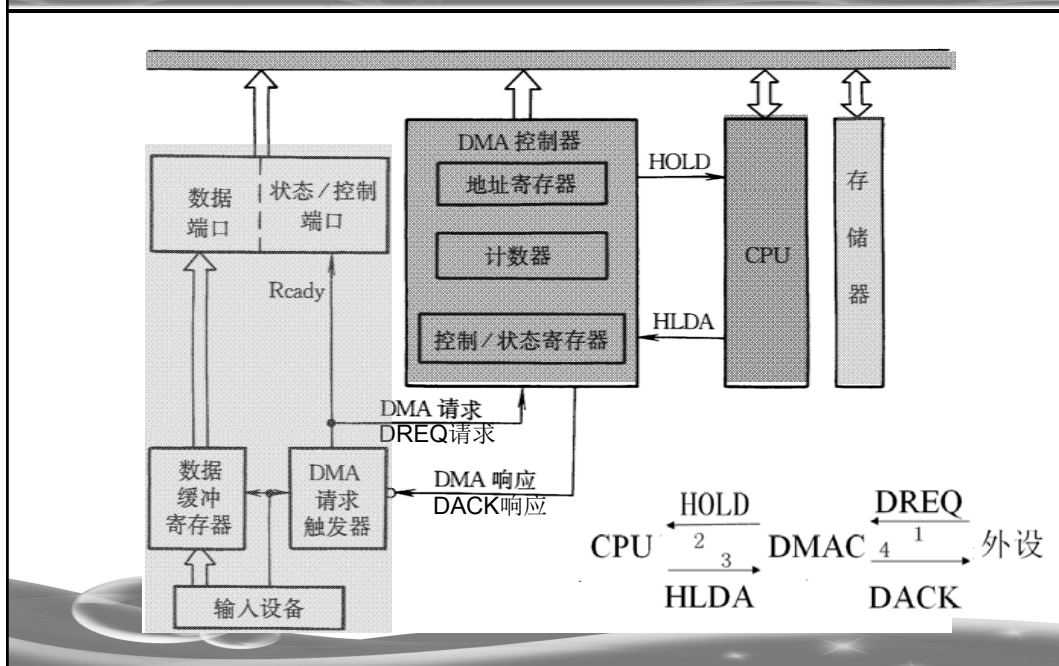 DMA 控制器
地址寄存器
计数器
控制/状态寄存器
HOLD
HLDA
CPU
存
储
器
数据
端口
状态/控制
端口
Rcady
DMA 请求
DREQ请求
DMA 响应
DACK响应
数据
缓冲
寄存器
DMA
请求
触发器
输入设备
HOLD DREQ
CPU 2 3 DMAC 4 1 外设
HLDA DACK